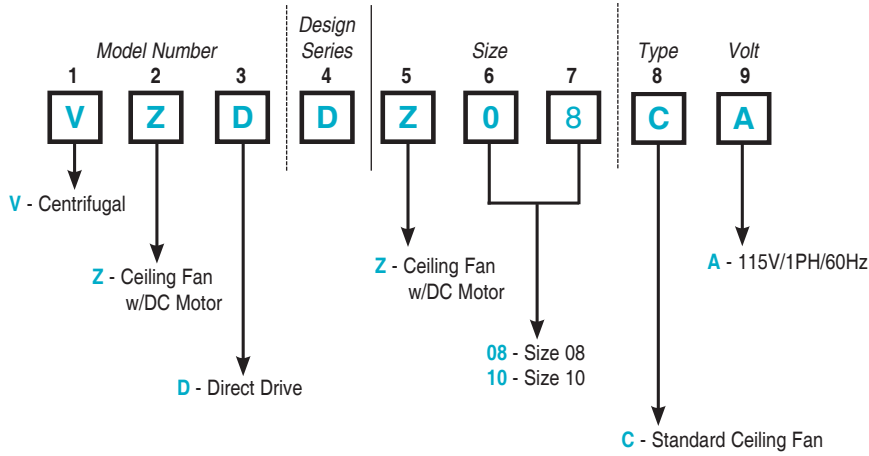 Design
Model Number Series Size Type Volt
1 2 3 4 5 6 7 8 9
V Z D D Z 0 8 C A
V - Centrifugal
Z - Ceiling Fan
w/DC Motor
Z - Ceiling Fan
w/DC Motor
A - 115V/1PH/60Hz
08 - Size 08
10 - Size 10
D - Direct Drive
C - Standard Ceiling Fan